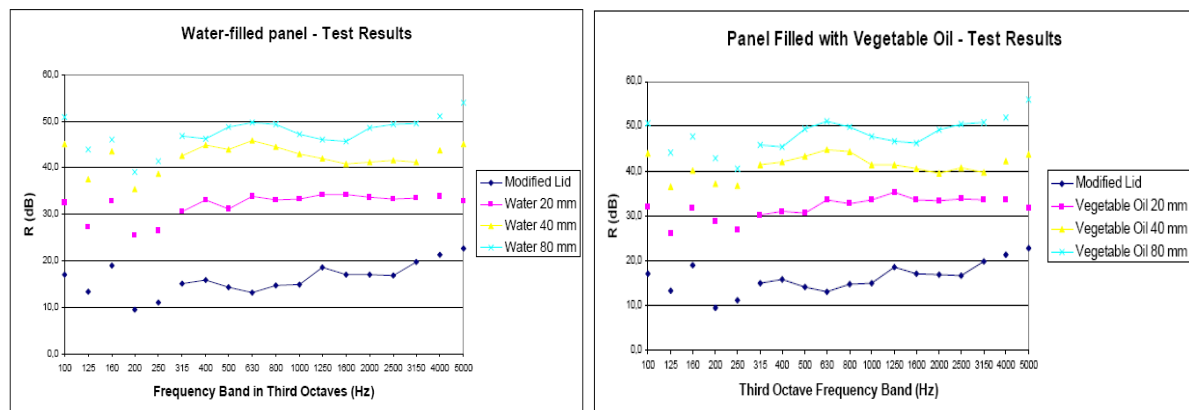 Water-filled panel - Test Results
R (dB)
60,0
50,0
40,0
30,0
20,0
10,0
0,0
100 125 160 200 250 315 400 500 630 800 1000 1250 1600 2000 2500 3150 4000 5000
Frequency Band in Third Octaves (Hz)
Modified Lid
Water 20 mm
Water 40 mm
Water 80 mm
Panel Filled with Vegetable Oil - Test Results
R (dB)
60,0
50,0
40,0
30,0
20,0
10,0
0,0
100 125 160 200 250 315 400 500 630 800 1000 1250 1600 2000 2500 3150 4000 5000
Third Octave Frequency Band (Hz)
Modified Lid
Vegetable Oil 20 mm
Vegetable Oil 40 mm
Vegetable Oil 80 mm